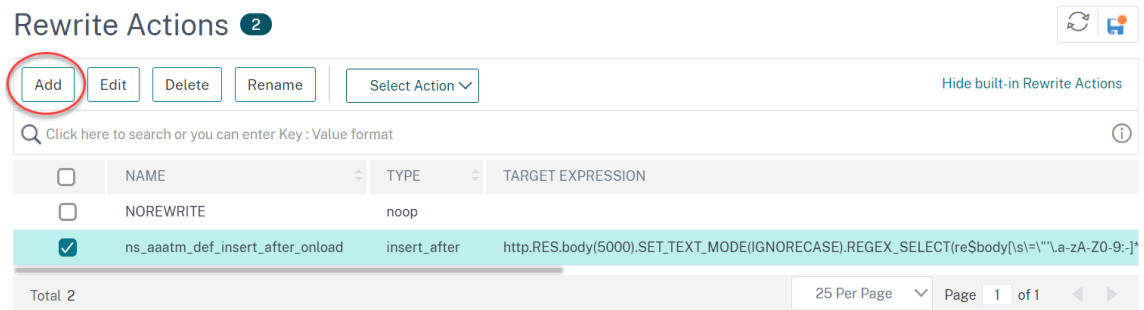 Rewrite Actions 2
Add Edit Delete Rename Select Action Hide built-in Rewrite Actions
Click here to search or you can enter Key : Value format
NAME TYPE TARGET EXPRESSION
NOREWRITE noop
ns_aaatm_def_insert_after_onload insert_after http.RES.body(5000).SET_TEXT_MODE(IGNORECASE).REGEX_SELECT(re$body[\s\=\"'\.a-zA-Z0-9:-]*
Total 2 25 Per Page Page 1 of 1